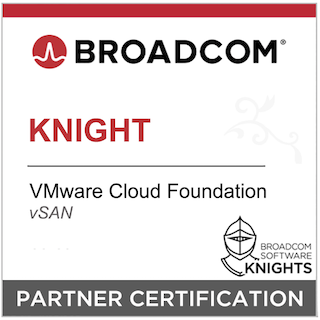 BROADCOM®
KNIGHT
VMware Cloud Foundation
vSAN
BROADCOM
SOFTWARE
KNIGHTS
PARTNER CERTIFICATION